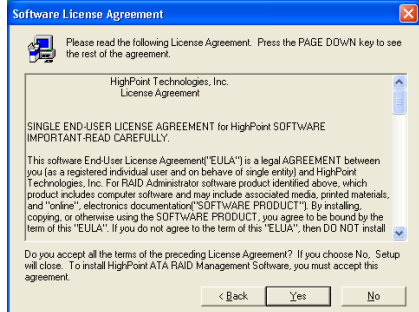 Software License Agreement
Please read the following License Agreement. Press the PAGE DOWN key to see
the rest of the agreement.
HighPoint Technologies, Inc.
License Agreement
SINGLE END-USER LICENSE AGREEMENT for HighPoint SOFTWARE
IMPORTANT-READ CAREFULLY.
This software End-User License Agreement("EULA") is a legal AGREEMENT between
you (as a registered individual user and on behave of single entity) and HighPoint
Technologies, Inc. For RAID Administrator software product identified above, which
product includes computer software and may include associated media, printed materials,
and "online", electronics documentation("SOFTWARE PRODUCT"). By installing,
copying, or otherwise using the SOFTWARE PRODUCT, you agree to be bound by the
term of this "EULA". If you do not agree to the term of this "ELUA", then DO NOT install
Do you accept all the terms of the preceding License Agreement? If you choose No, Setup
will close. To install HighPoint ATA RAID Management Software, you must accept this
agreement.
< Back Yes No